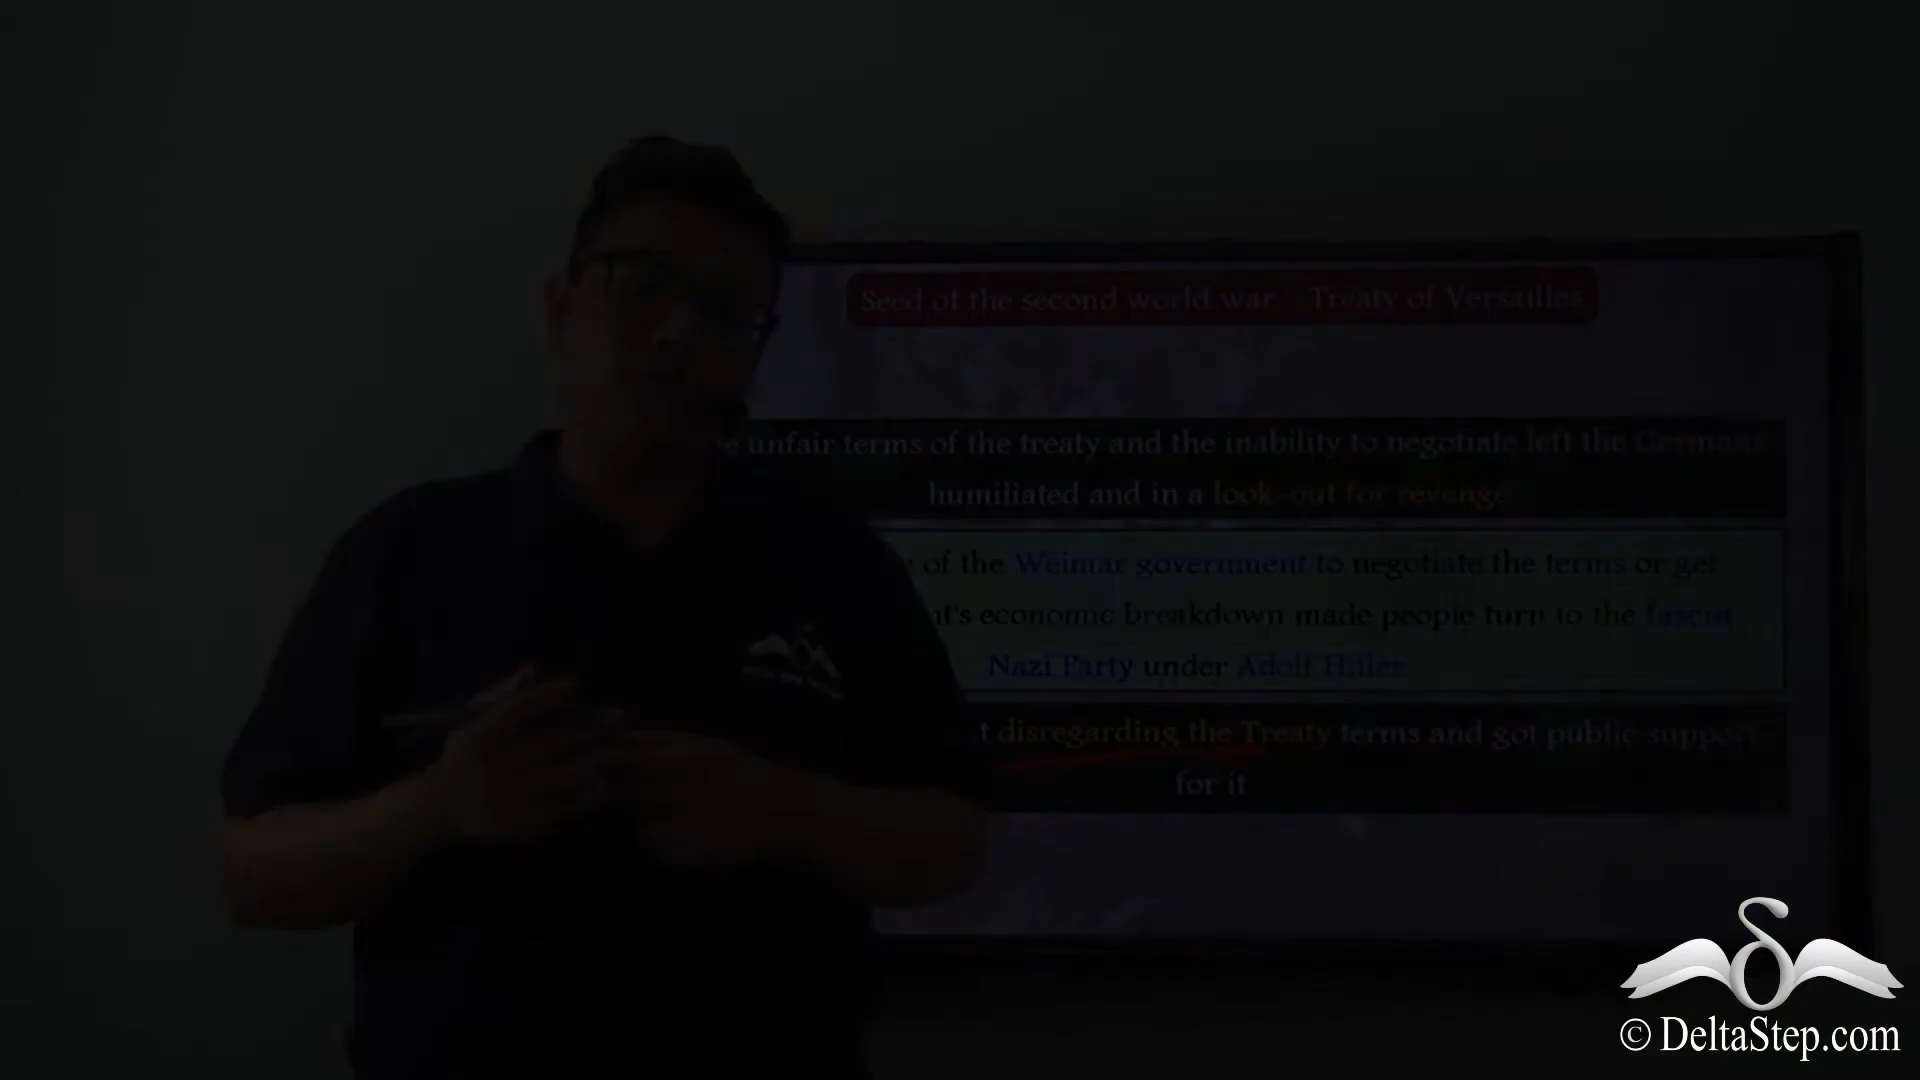 Seed of the second world war - Treaty of Versailles
unfair terms of the treaty and the inability to negotiate left the Germans
humiliated and in a look-out for revenge
of the Weimar government to negotiate the terms or get
economic breakdown made people turn to the fascist
Nazi Party under Adolf Hitler
disregarding the Treaty terms and got public support
for it
© DeltaStep.com